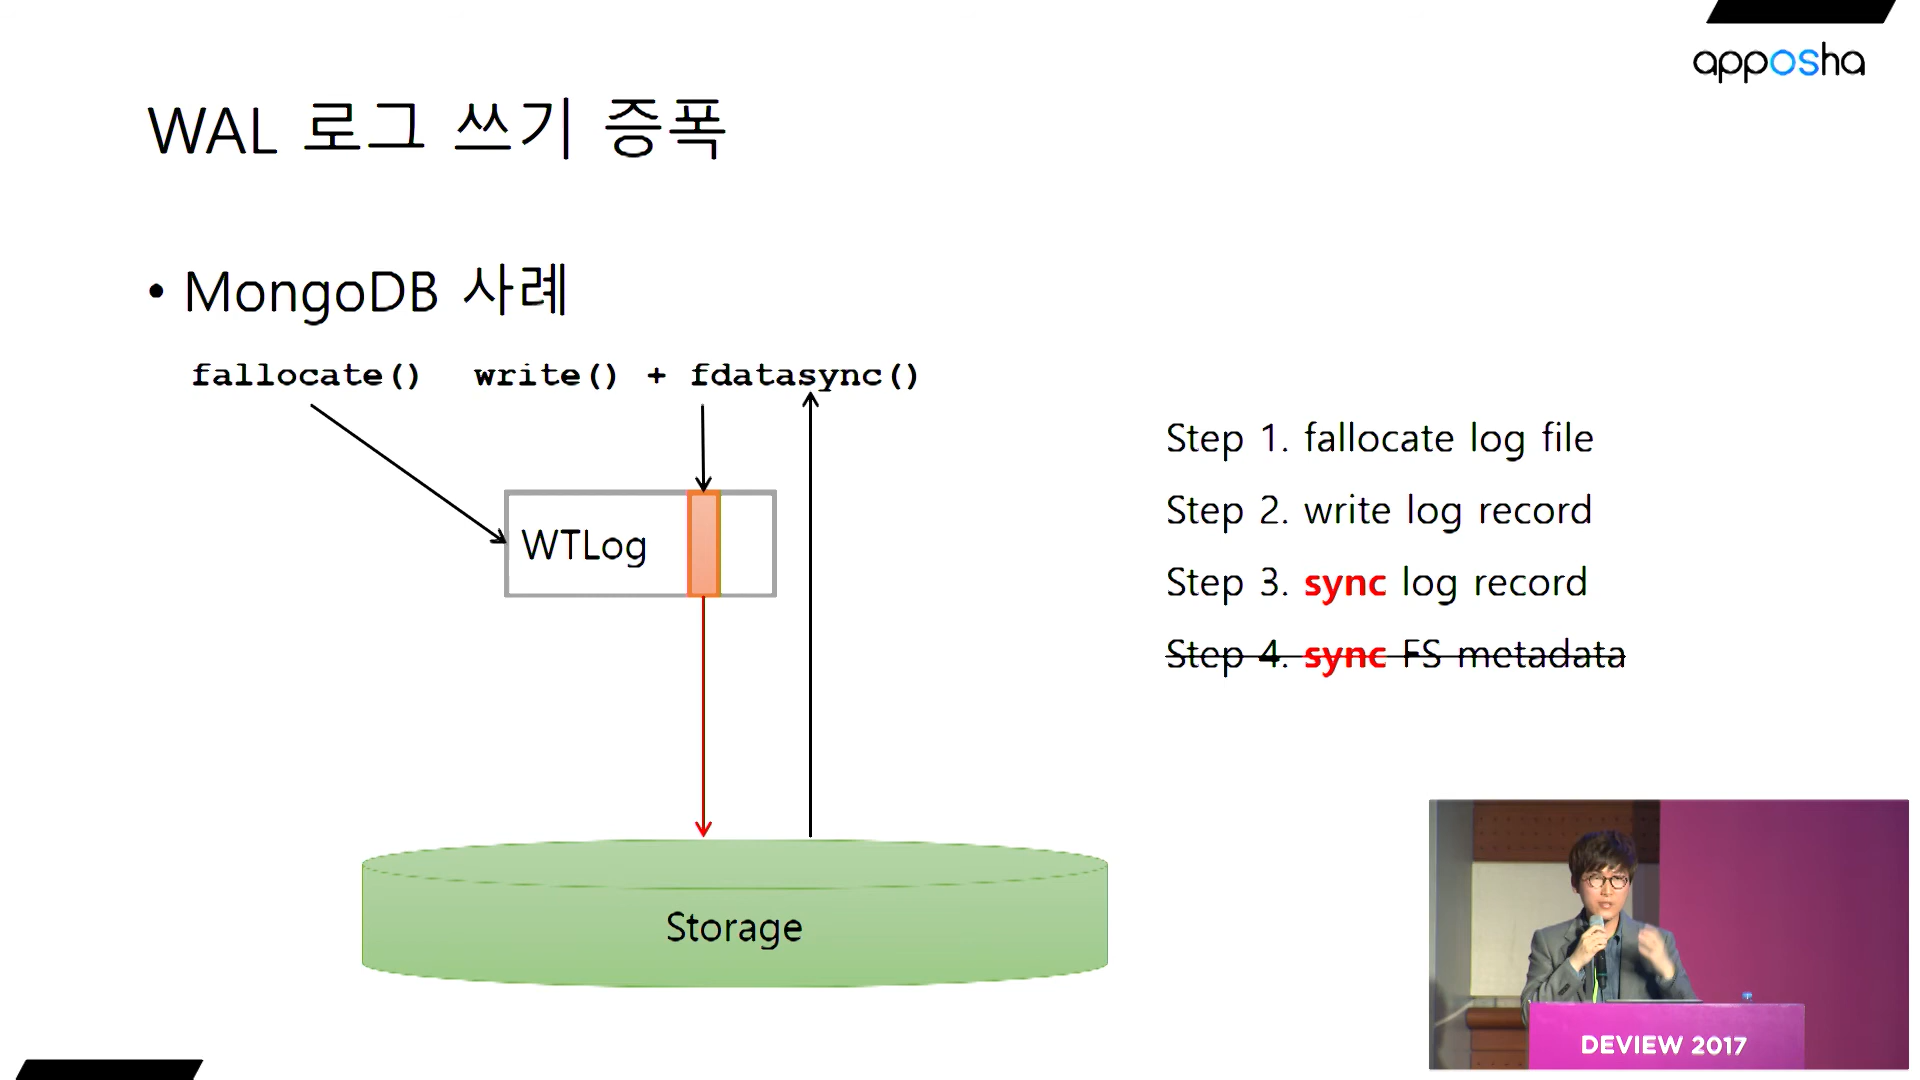 apposha
WAL 로그 쓰기 증폭
• MongoDB 사례
fallocate() write() + fdatasync()
WTLog
Storage
Step 1. fallocate log file
Step 2. write log record
Step 3. sync log record
Step 4. sync FS metadata
DEVIEW 2017